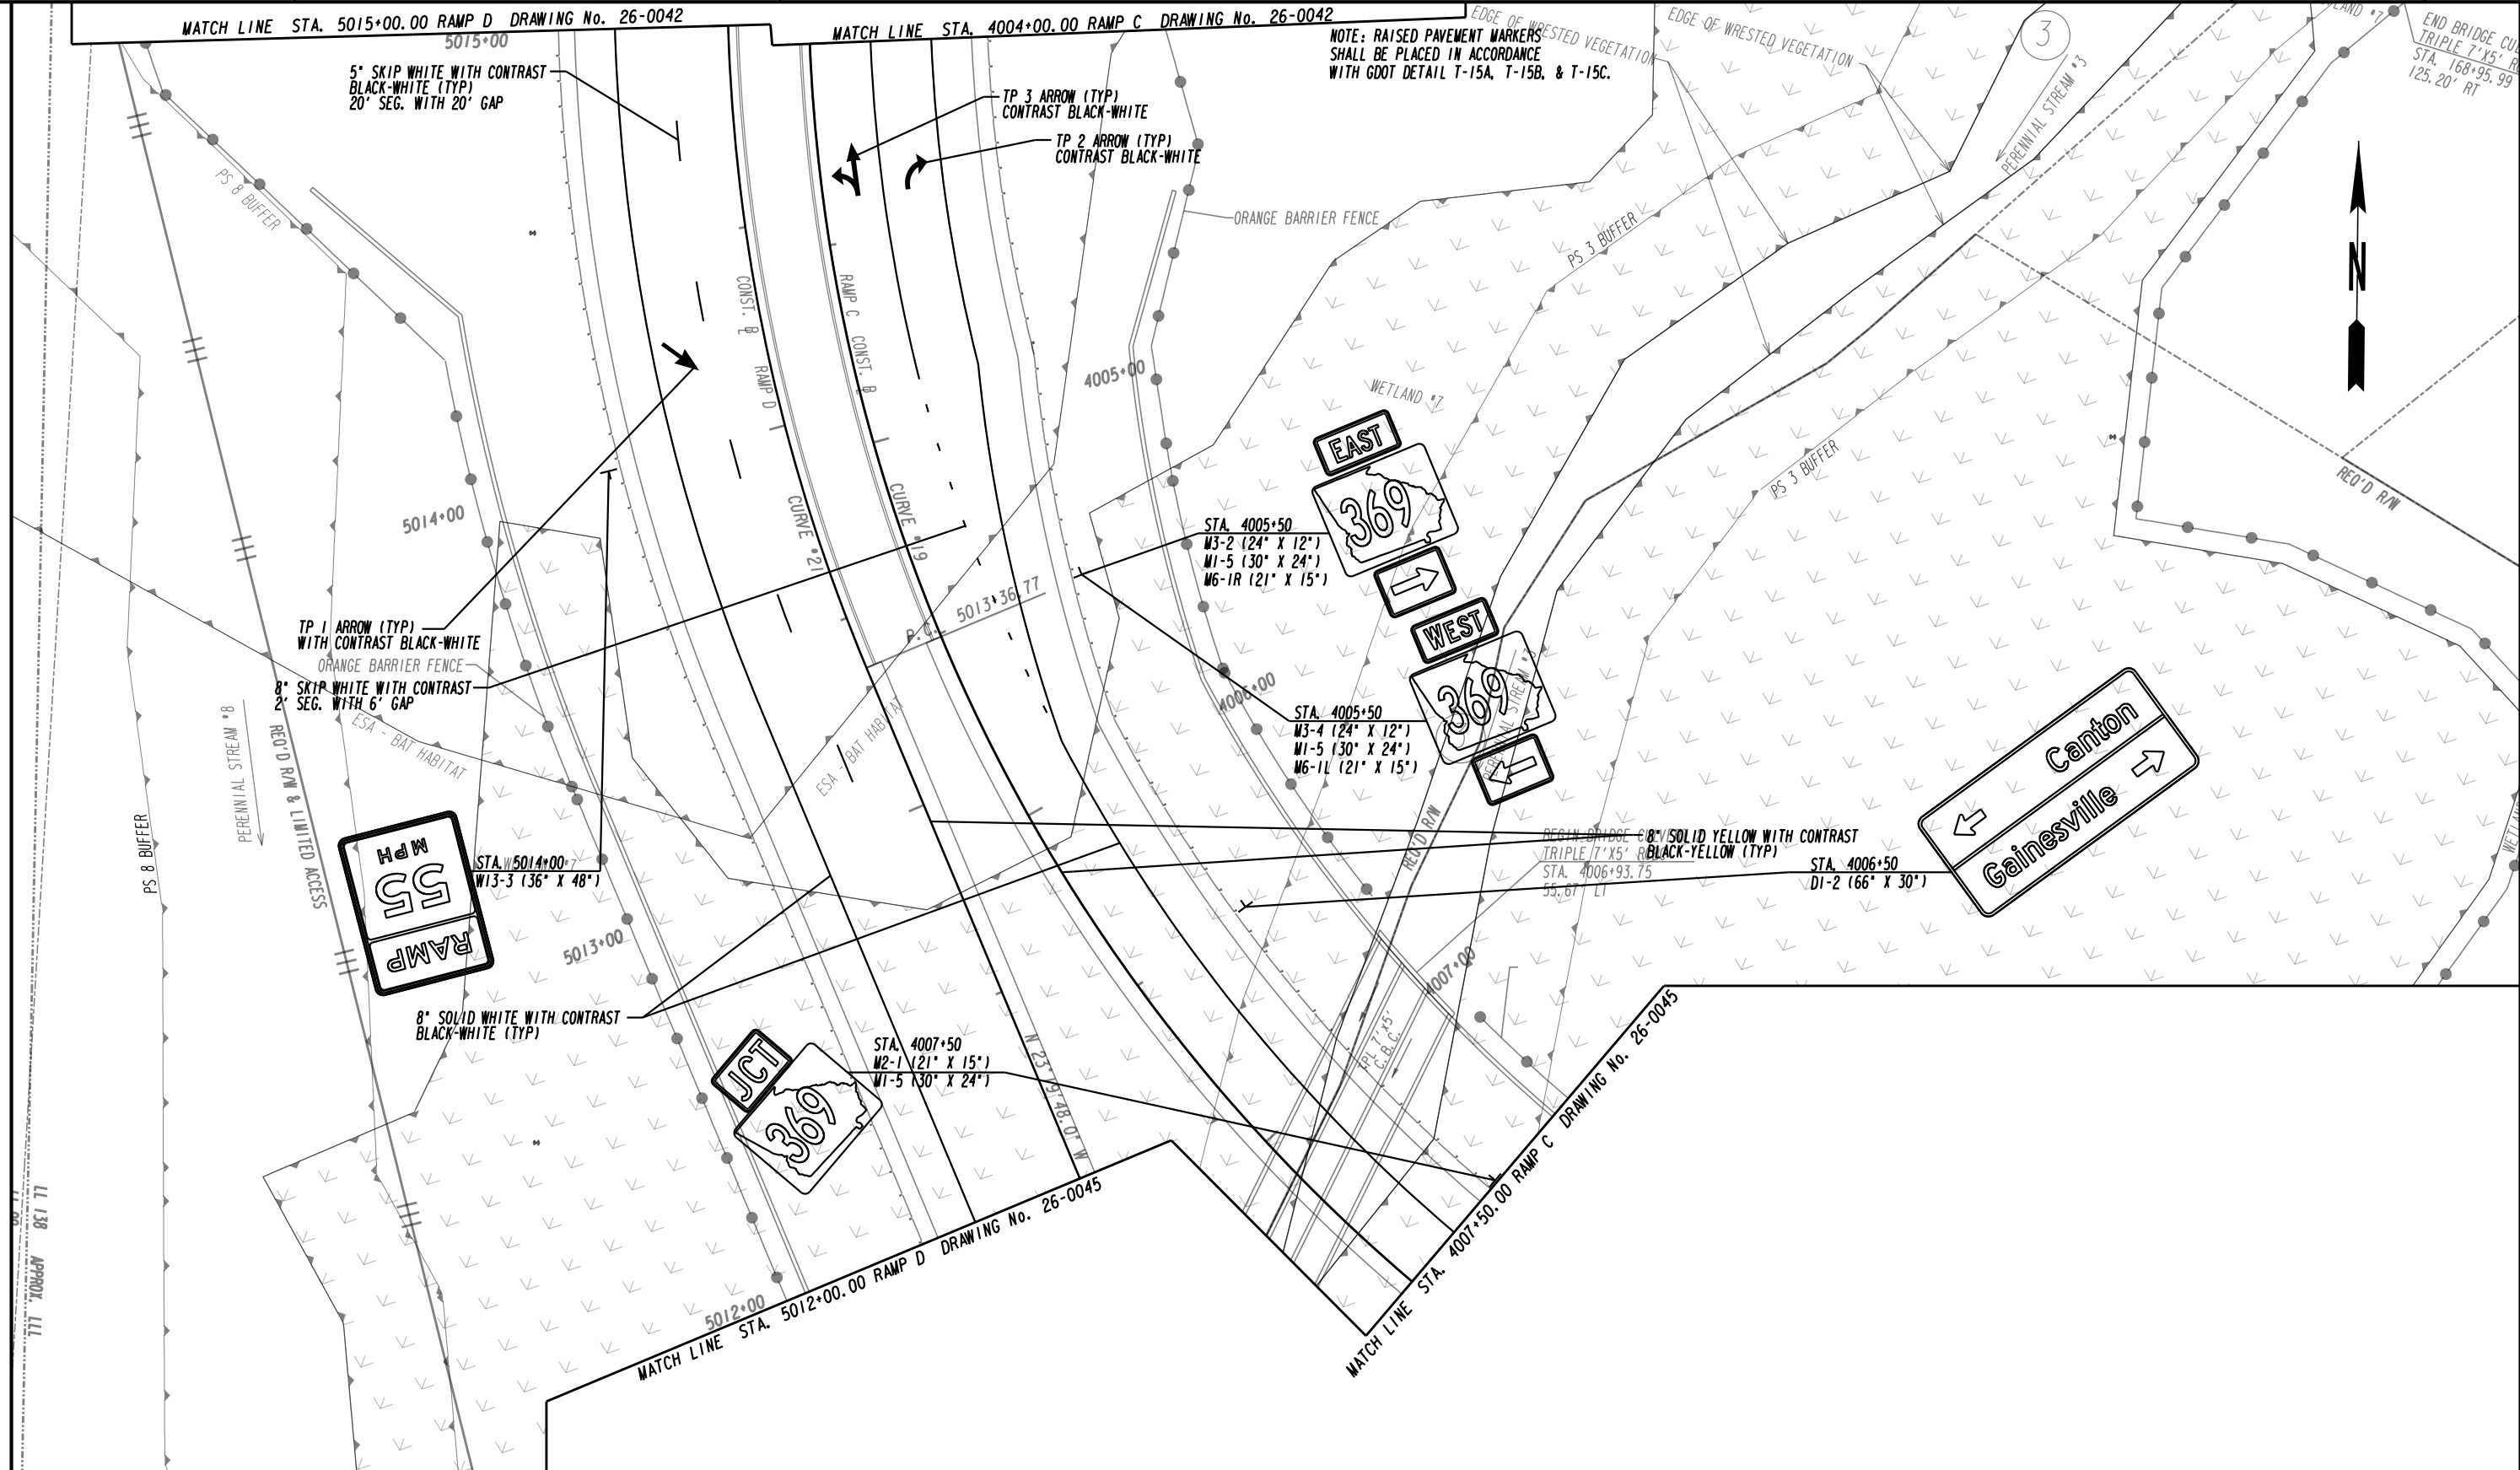 MATCH LINE STA. 5015+00.00 RAMP D DRAWING No. 26-0042
MATCH LINE STA. 4004+00.00 RAMP C DRAWING No. 26-0042
5015+00
5" SKIP WHITE WITH CONTRAST
BLACK-WHITE (TYP)
20' SEG. WITH 20' GAP
TP 3 ARROW (TYP)
CONTRAST BLACK-WHITE
TP 2 ARROW (TYP)
CONTRAST BLACK-WHITE
NOTE: RAISED PAVEMENT MARKERS
SHALL BE PLACED IN ACCORDANCE
WITH GDOT DETAIL T-15A, T-15B, & T-15C.
EDGE OF WRESTED VEGETATION
EDGE OF WRESTED VEGETATION
3
PERENNIAL STREAM #3
END BRIDGE
TRIPLE 7'X5'
STA. 168+95.99
125.20' RT
N
PS 8 BUFFER
ORANGE BARRIER FENCE
PS 3 BUFFER
CONST. BL
RAMP D
RAMP C CONST. BL
4005+00
WETLAND #7
EAST
369
PS 3 BUFFER
REQ'D R/W
5014+00
CURVE #21
CURVE #19
STA. 4005+50
M3-2 (24" X 12")
M1-5 (30" X 24")
M6-1R (21" X 15")
P.C. 5013+36.77
WEST
369
TP 1 ARROW (TYP)
WITH CONTRAST BLACK-WHITE
ORANGE BARRIER FENCE
8" SKIP WHITE WITH CONTRAST
2' SEG. WITH 6' GAP
4006+00
STA. 4005+50
M3-4 (24" X 12")
M1-5 (30" X 24")
M6-1L (21" X 15")
PERENNIAL STREAM #3
ESA - BAT HABITAT
ESA - BAT HABITAT
PERENNIAL STREAM #8
REQ'D R/W & LIMITED ACCESS
PS 8 BUFFER
Canton
Gainesville
RAMP
55
MPH
STA. 5014+00
W13-3 (36" X 48")
REQ'D R/W
TRIPLE 7'X5'
STA. 4006+93.75
55.67' LT
8" SOLID YELLOW WITH CONTRAST
BLACK-YELLOW (TYP)
STA. 4006+50
D1-2 (66" X 30")
5013+00
4007+00
8" SOLID WHITE WITH CONTRAST
BLACK-WHITE (TYP)
JCT
369
STA. 4007+50
M2-1 (21" X 15")
M1-5 (30" X 24")
N 23°19'48.0" W
TPL 7'X5'
C.B.C.
5012+00
MATCH LINE STA. 5012+00.00 RAMP D DRAWING No. 26-0045
MATCH LINE STA. 4007+50.00 RAMP C DRAWING No. 26-0045
LL 138 APPROX. LLL